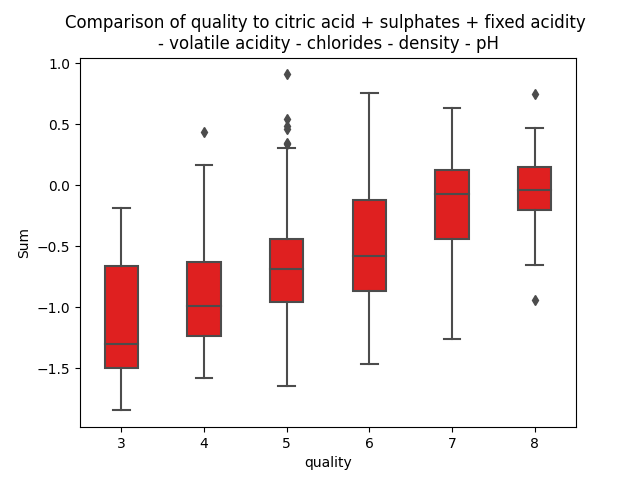 Comparison of quality to citric acid + sulphates + fixed acidity
- volatile acidity - chlorides - density - pH
1.0
0.5
0.0
−0.5
−1.0
−1.5
Sum
3 4 5 6 7 8
quality